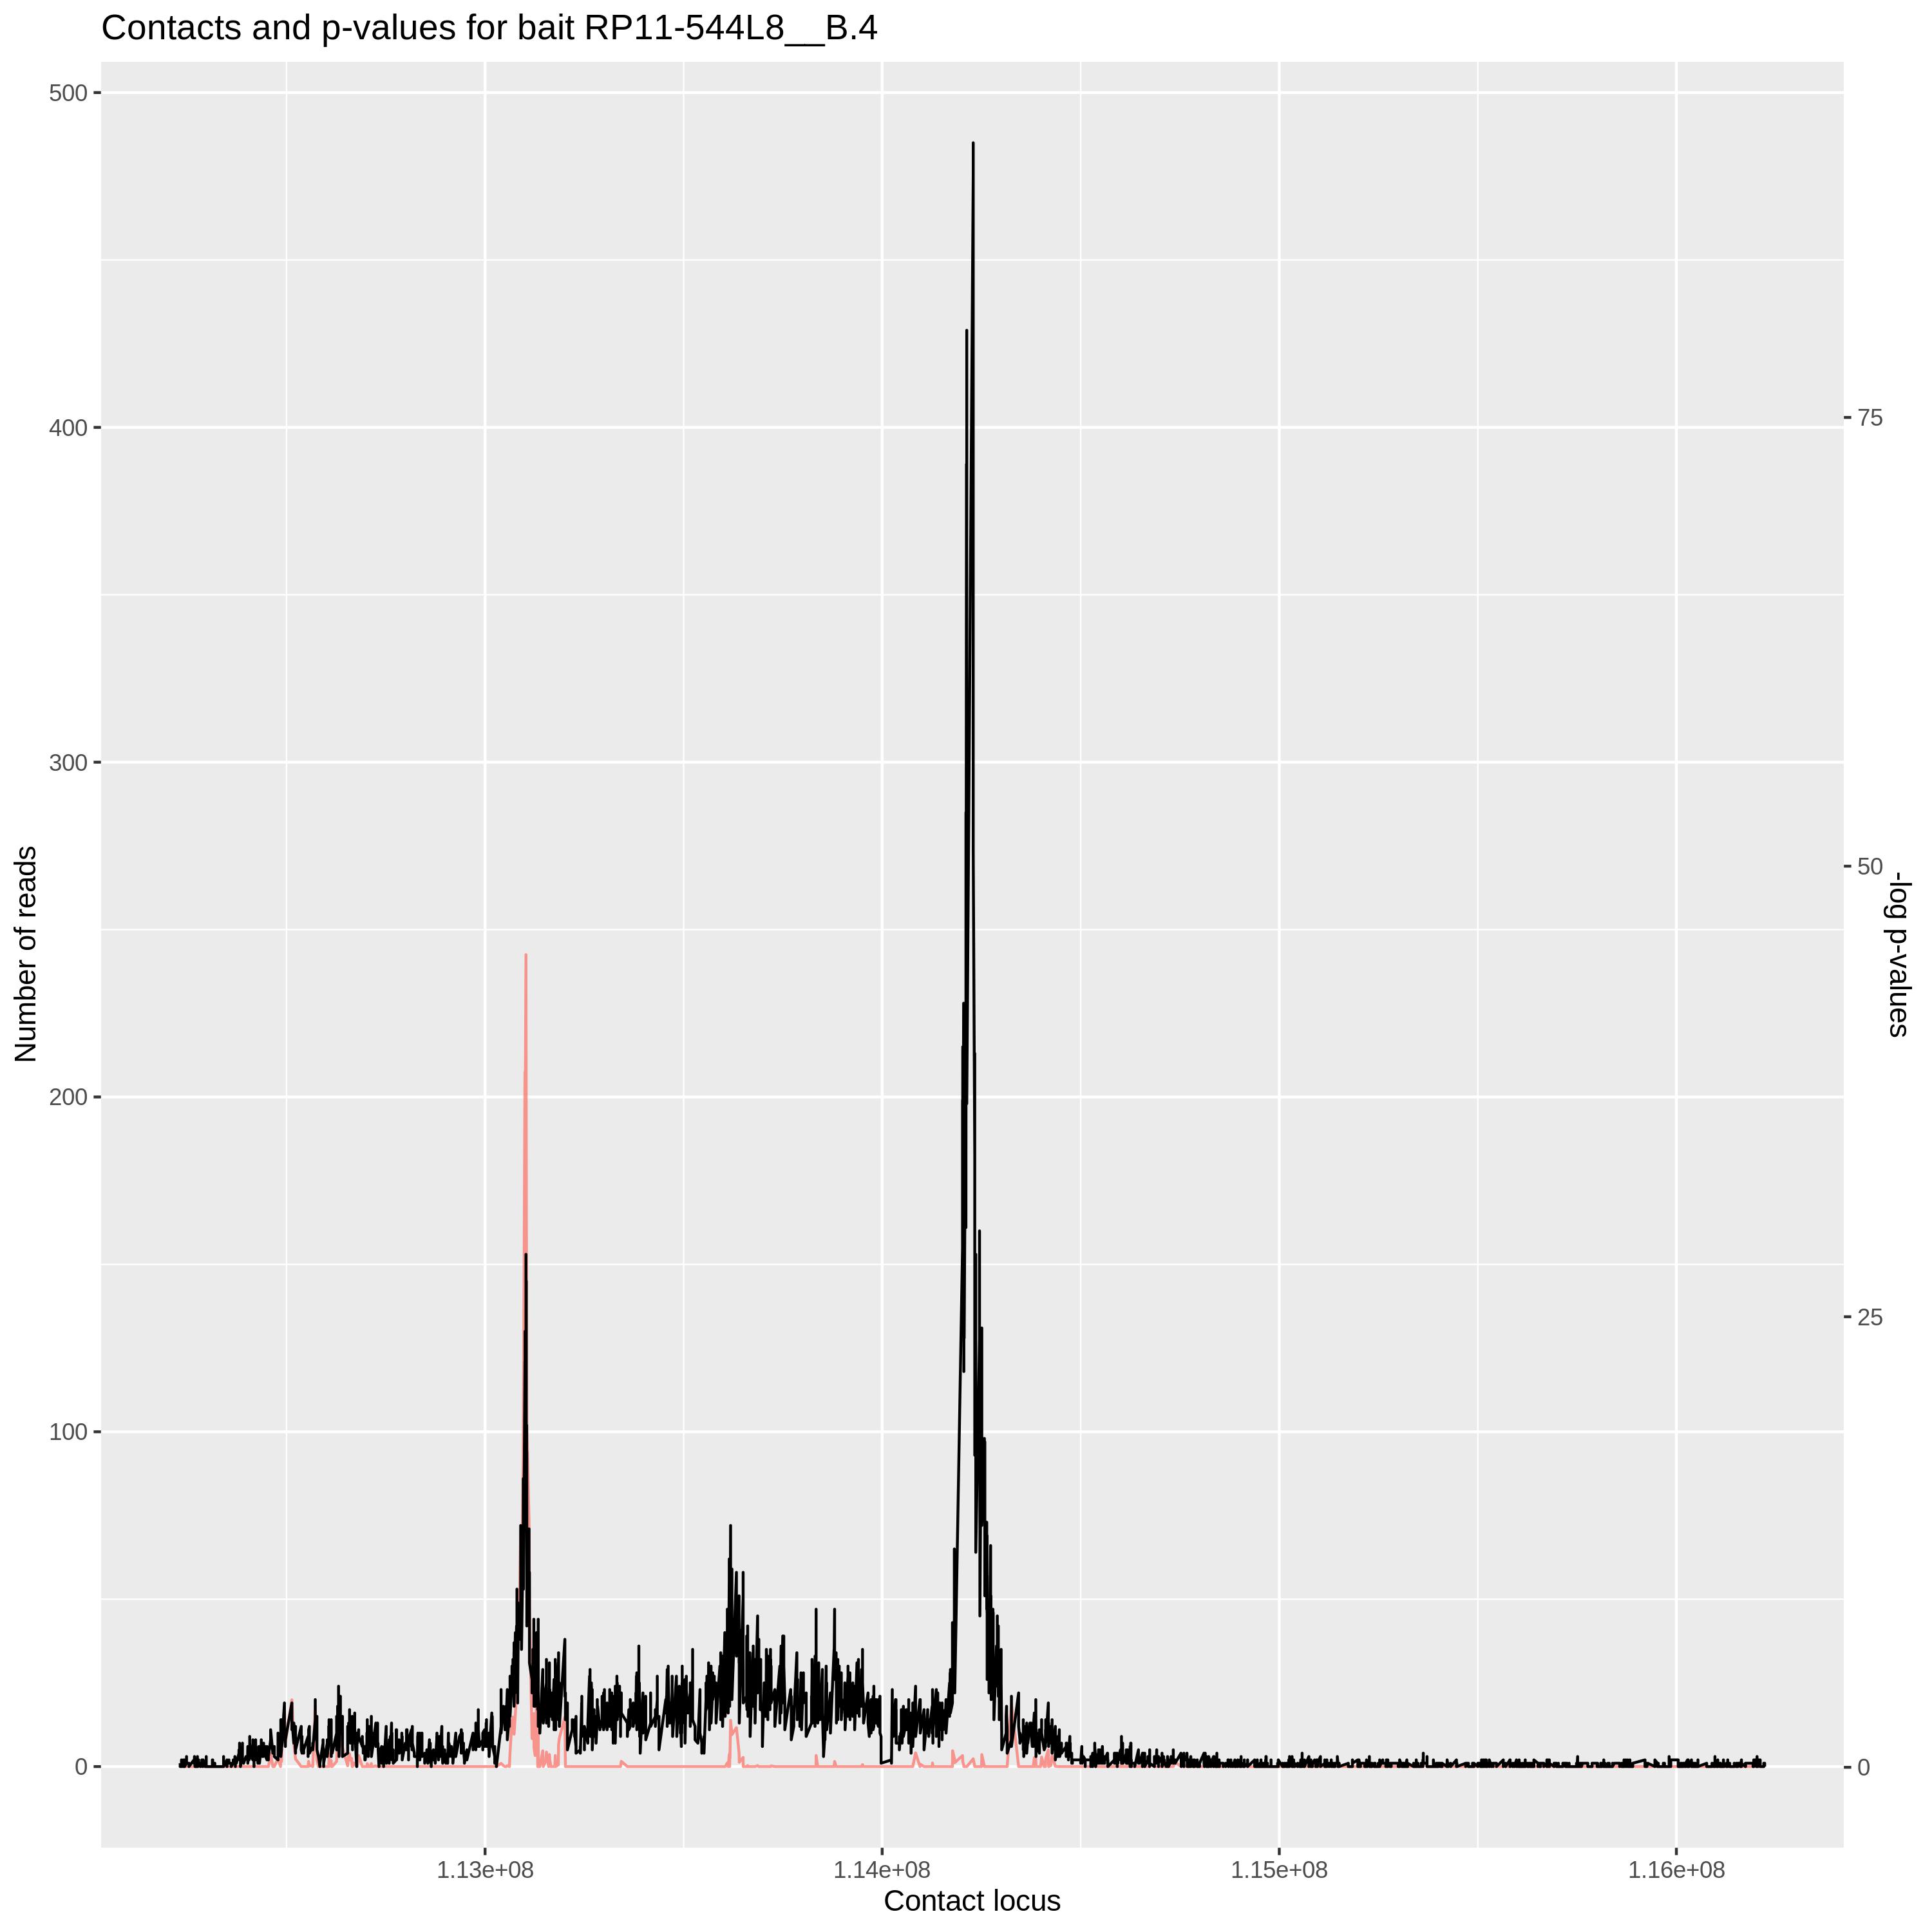 Contacts and p-values for bait RP11-544L8__B.4
500
400
300
200
100
0
Number of reads
75
50
25
0
-log p-values
1.13e+08
1.14e+08
1.15e+08
1.16e+08
Contact locus